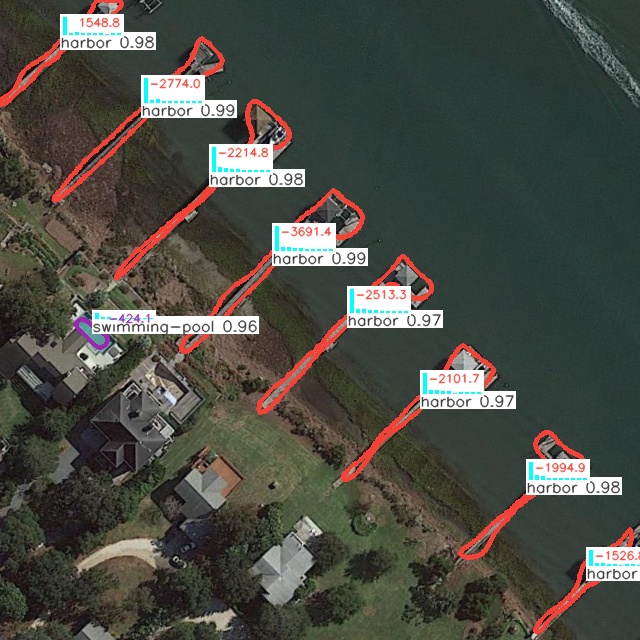 1548.8
harbor 0.98
-2774.0
harbor 0.99
-2214.8
harbor 0.98
-3691.4
harbor 0.99
-2513.3
harbor 0.97
-424.1
swimming-pool 0.96
-2101.7
harbor 0.97
-1994.9
harbor 0.98
-1526.
harbor